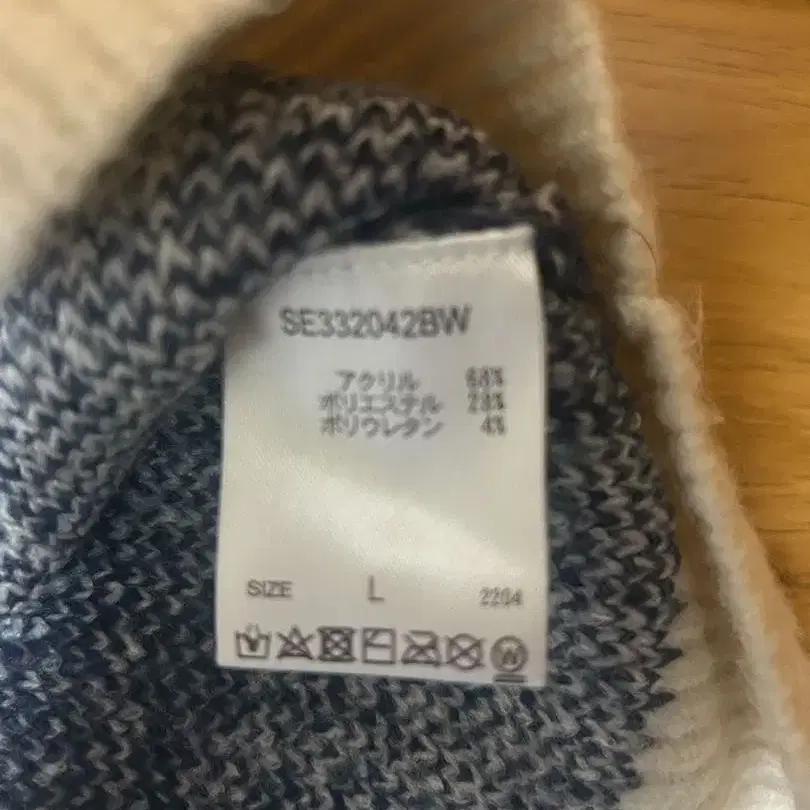 SE332042BW
アクリル 68%
ポリエステル 28%
ポリウレタン 4%
SIZE L 2204
W